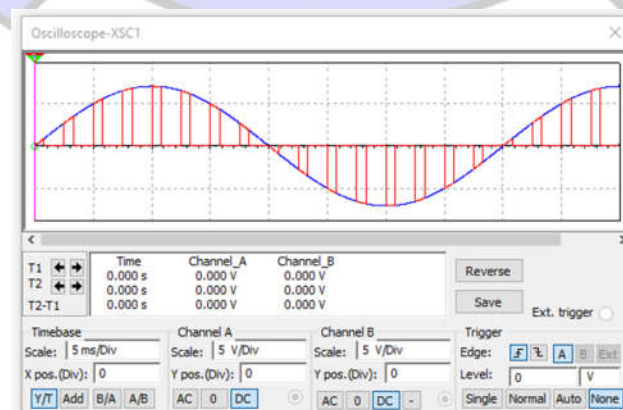 Oscilloscope-XSC1
Time Channel_A Channel_B
T1 0.000 s 0.000 V 0.000 V
T2 0.000 s 0.000 V 0.000 V
T2-T1 0.000 s 0.000 V 0.000 V
Reverse
Save
Ext. trigger
Timebase
Scale: 5 ms/Div
X pos.(Div): 0
Y/T Add B/A A/B
Channel A
Scale: 5 V/Div
Y pos.(Div): 0
AC 0 DC
Channel B
Scale: 5 V/Div
Y pos.(Div): 0
AC 0 DC -
Trigger
Edge: A B Ext
Level: 0 V
Single Normal Auto None